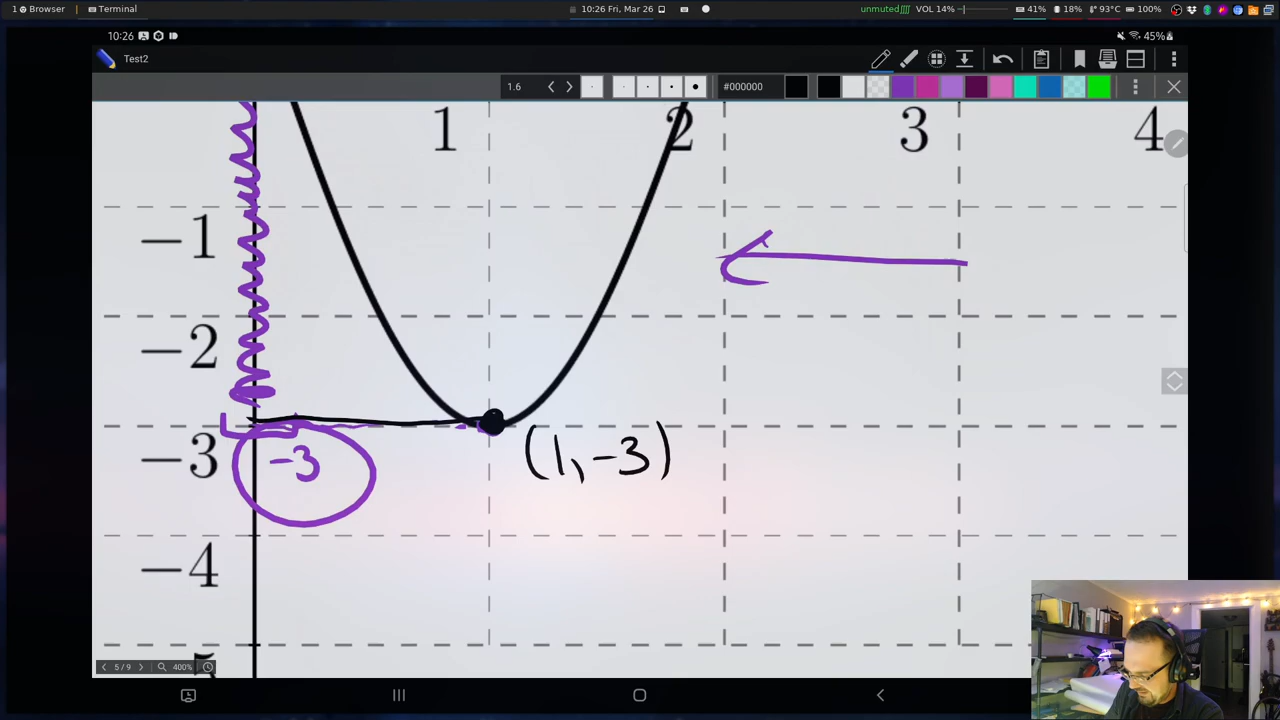 1 Browser Terminal 10:26 Fri, Mar 26 unmuted VOL 14% 41% 18% 93°C 100%
10:26 45%
Test2
1.6 #000000
1 2 3 4
−1
−2
−3
-3 (1, -3)
−4
5
5 / 9 400%